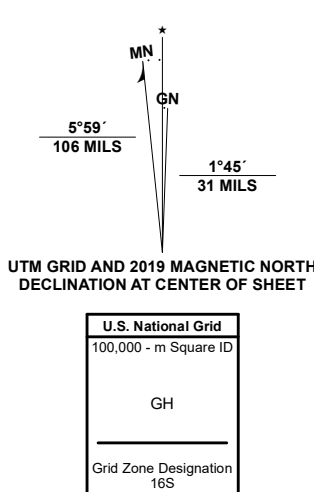 MN
GN
5°59´
106 MILS
1°45´
31 MILS
UTM GRID AND 2019 MAGNETIC NORTH
DECLINATION AT CENTER OF SHEET
U.S. National Grid
100,000 - m Square ID
GH
Grid Zone Designation
16S